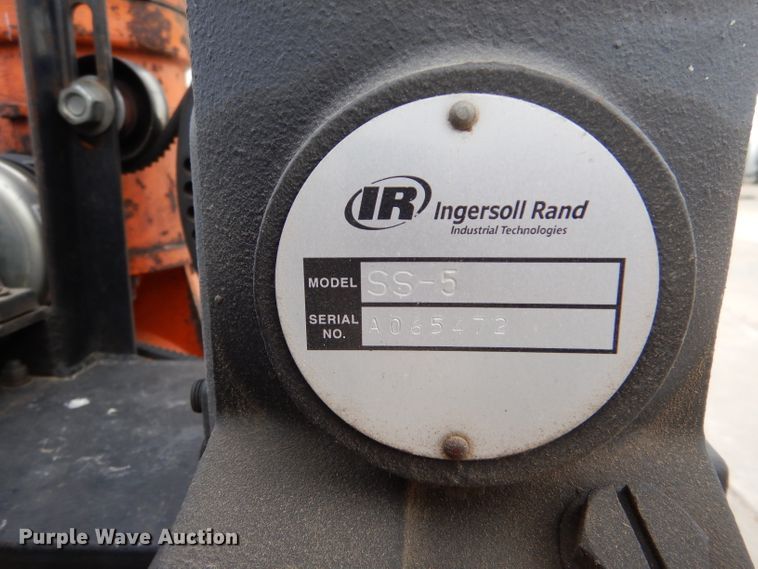 IR Ingersoll Rand
Industrial Technologies
MODEL SS-5
SERIAL NO. A065472
Purple Wave Auction®